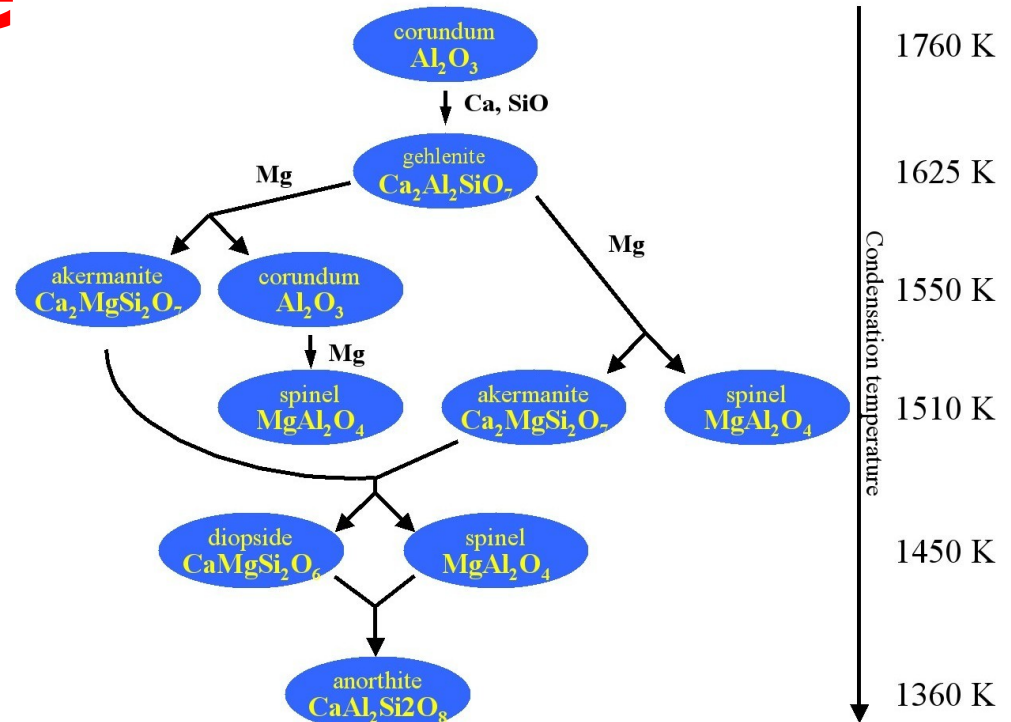 corundum
Al₂O₃
1760 K
Ca, SiO
gehlenite
Ca₂Al₂SiO₇
1625 K
Mg
Mg
akermanite
Ca₂MgSi₂O₇
corundum
Al₂O₃
1550 K
Condensation temperature
Mg
spinel
MgAl₂O₄
akermanite
Ca₂MgSi₂O₇
spinel
MgAl₂O₄
1510 K
diopside
CaMgSi₂O₆
spinel
MgAl₂O₄
1450 K
anorthite
CaAl₂Si2O₈
1360 K